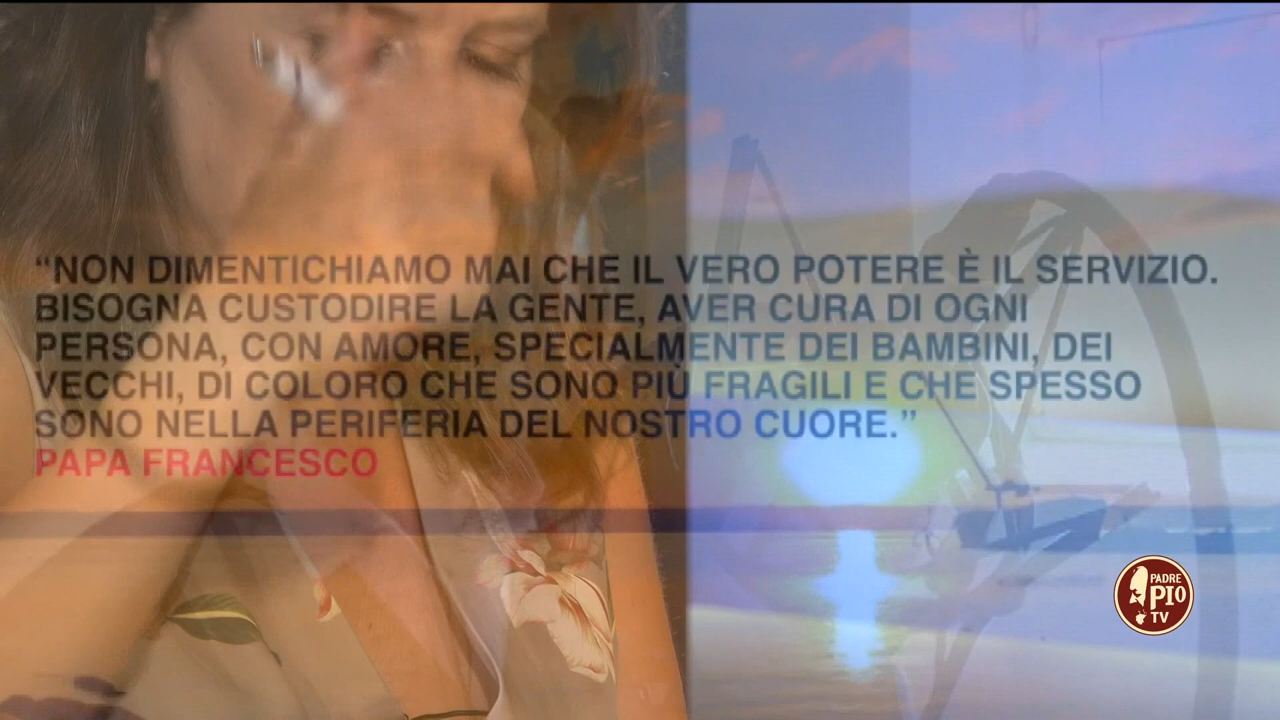 “NON DIMENTICHIAMO MAI CHE IL VERO POTERE È IL SERVIZIO.
BISOGNA CUSTODIRE LA GENTE, AVER CURA DI OGNI
PERSONA, CON AMORE, SPECIALMENTE DEI BAMBINI, DEI
VECCHI, DI COLORO CHE SONO PIÙ FRAGILI E CHE SPESSO
SONO NELLA PERIFERIA DEL NOSTRO CUORE.”
PAPA FRANCESCO
PADRE
PIO
TV